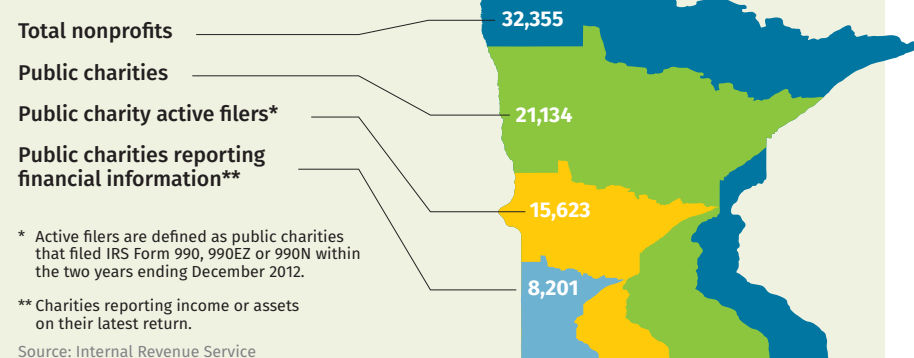 Total nonprofits
32,355
Public charities
21,134
Public charity active filers*
15,623
Public charities reporting
financial information**
8,201
* Active filers are defined as public charities
that filed IRS Form 990, 990EZ or 990N within
the two years ending December 2012.
** Charities reporting income or assets
on their latest return.
Source: Internal Revenue Service